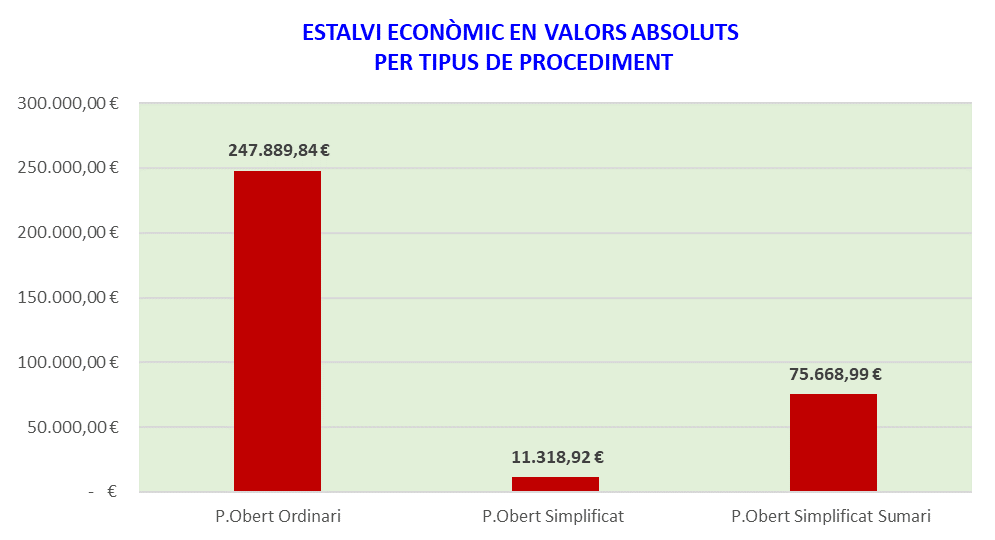 ESTALVI ECONÒMIC EN VALORS ABSOLUTS
PER TIPUS DE PROCEDIMENT
300.000,00 €
250.000,00 €
200.000,00 €
150.000,00 €
100.000,00 €
50.000,00 €
- €
247.889,84 €
11.318,92 €
75.668,99 €
P.Obert Ordinari
P.Obert Simplificat
P.Obert Simplificat Sumari